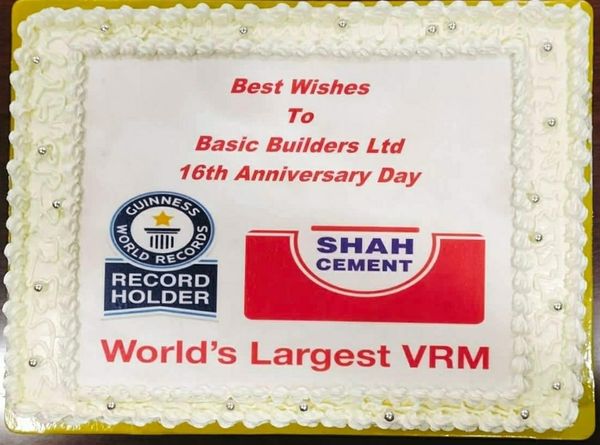 Best Wishes
To
Basic Builders Ltd
16th Anniversary Day
GUINNESS
WORLD RECORDS
RECORD
HOLDER
SHAH
CEMENT
World's Largest VRM